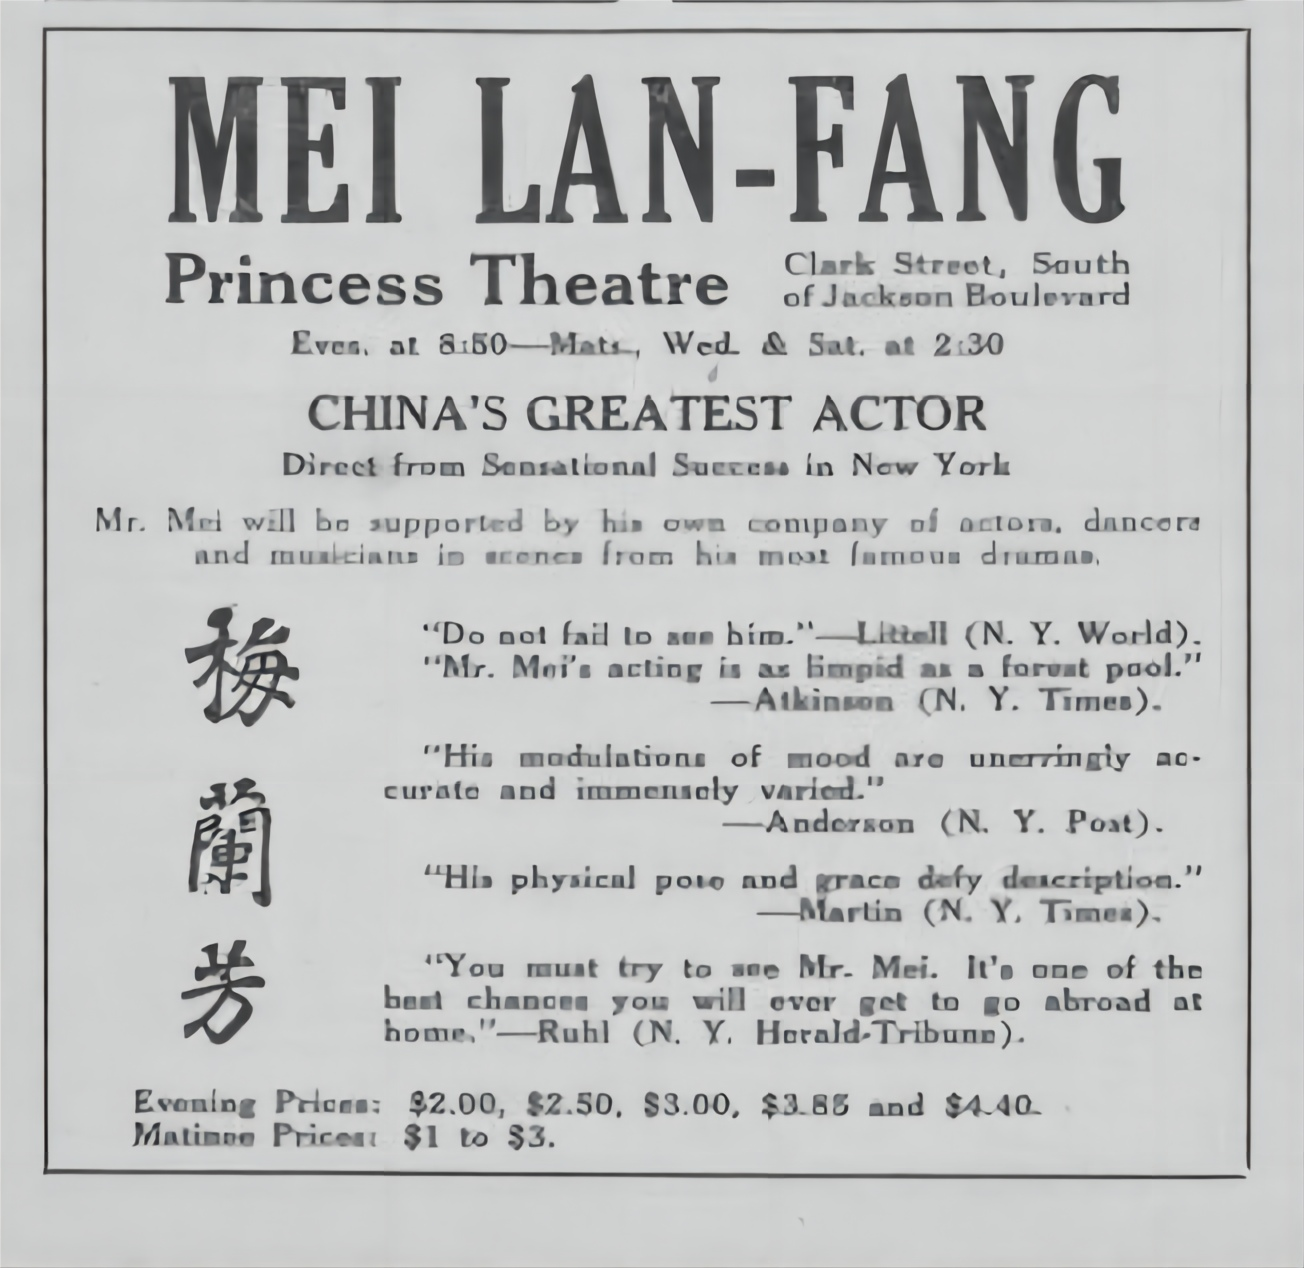 MEI LAN-FANG
Princess Theatre
Clark Street, South
of Jackson Boulevard
Eves. at 8:50—Mats., Wed. & Sat. at 2:30
CHINA'S GREATEST ACTOR
Direct from Sensational Success in New York
Mr. Mei will be supported by his own company of actors, dancers
and musicians in scenes from his most famous dramas.
梅
蘭
芳
"Do not fail to see him."—Littell (N. Y. World).
"Mr. Mei's acting is as limpid as a forest pool."
—Atkinson (N. Y. Times).
"His modulations of mood are unerringly ac-
curate and immensely varied."
—Anderson (N. Y. Post).
"His physical pose and grace defy description."
—Martin (N. Y. Times).
"You must try to see Mr. Mei. It's one of the
best chances you will ever get to go abroad at
home."—Ruhl (N. Y. Herald-Tribune).
Evening Prices: $2.00, $2.50, $3.00, $3.85 and $4.40.
Matinee Prices: $1 to $3.